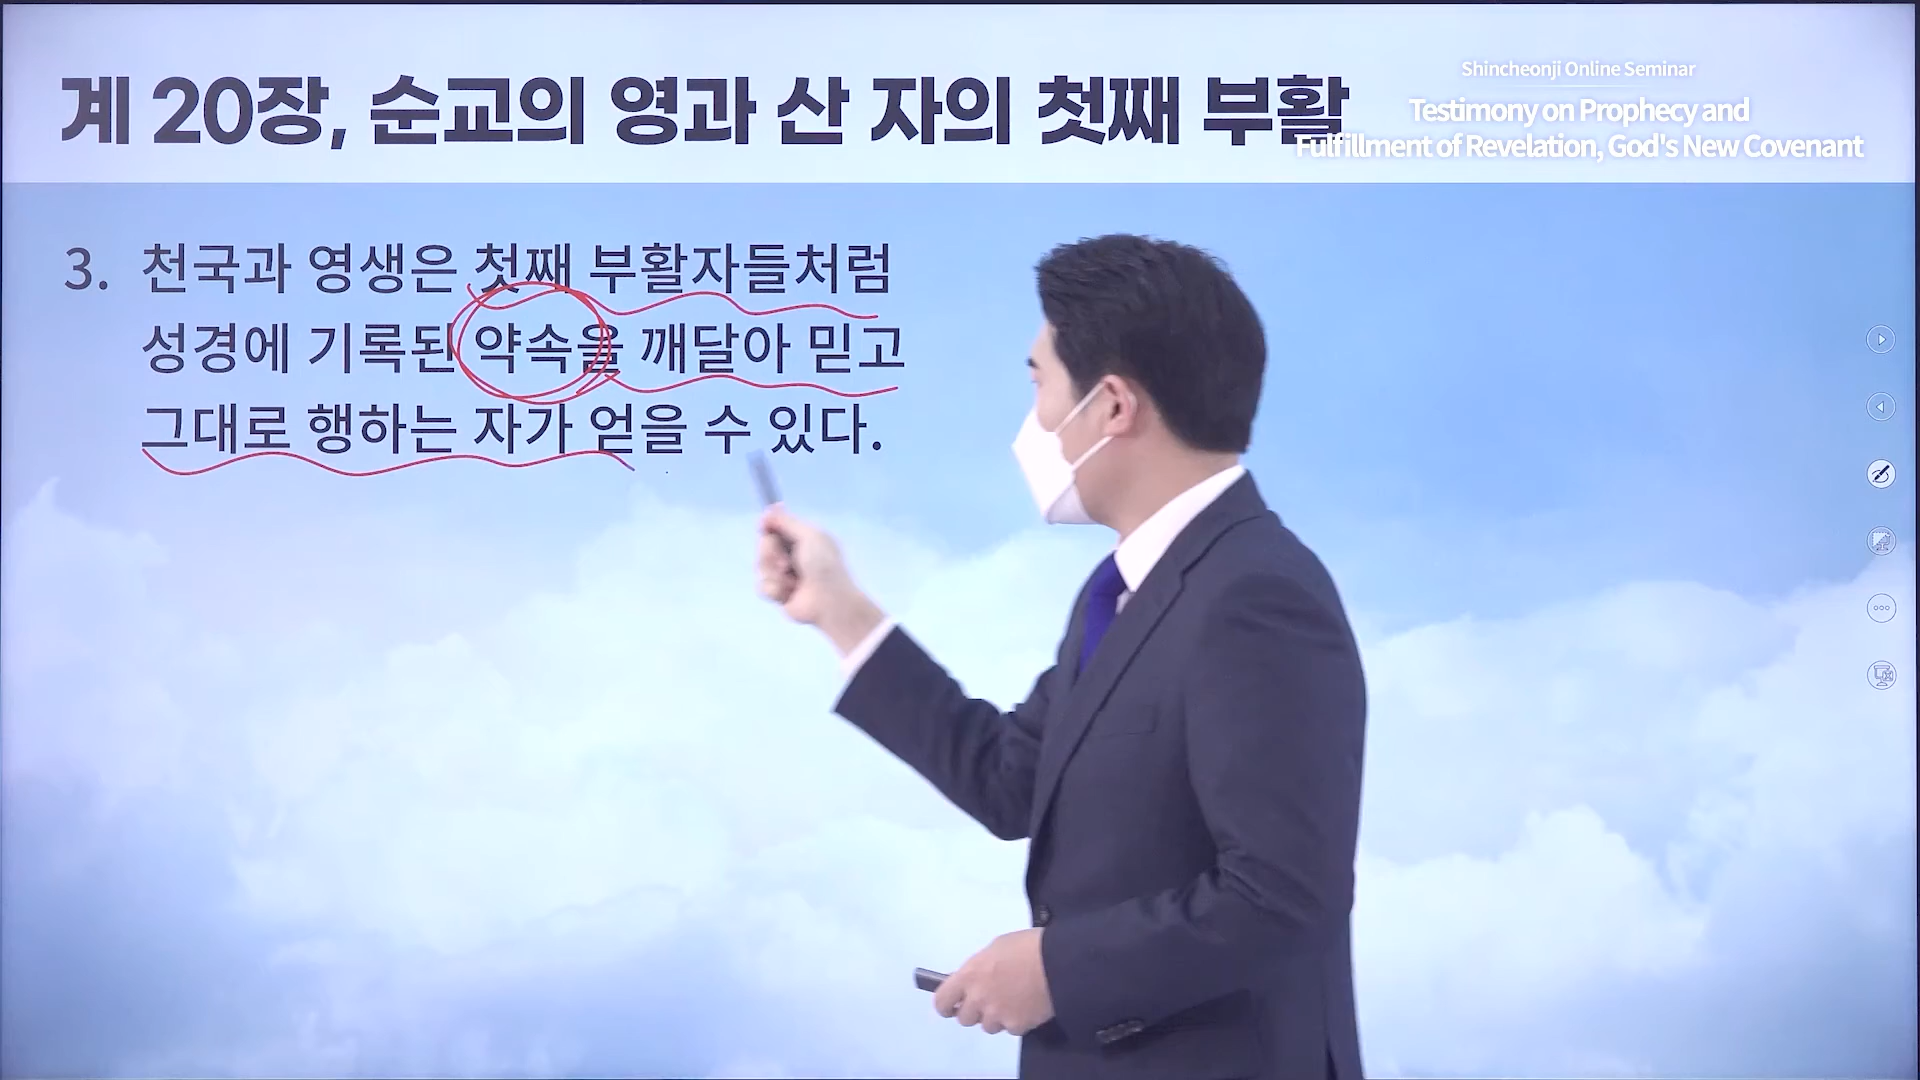 계 20장, 순교의 영과 산 자의 첫째 부활
Shincheonji Online Seminar
Testimony on Prophecy and
Fulfillment of Revelation, God's New Covenant
3. 천국과 영생은 첫째 부활자들처럼
성경에 기록된 약속을 깨달아 믿고
그대로 행하는 자가 얻을 수 있다.